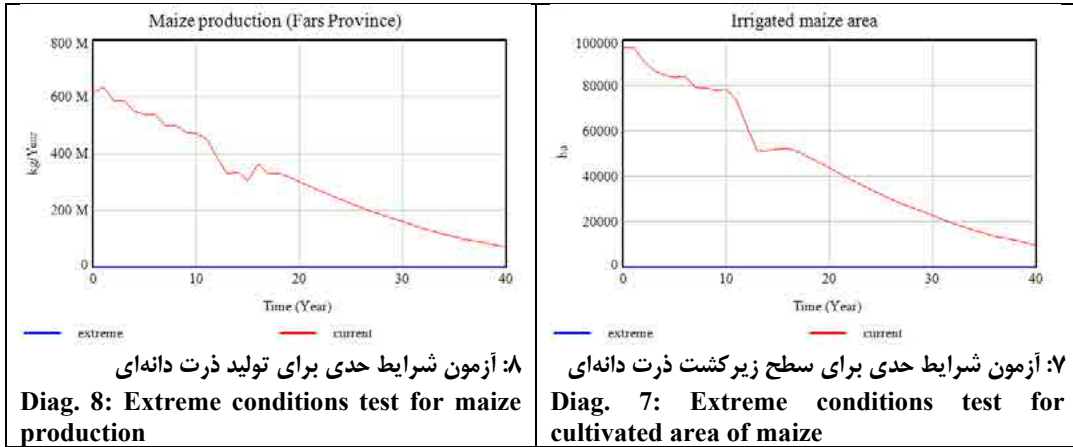 Maize production (Fars Province)
800 M
600 M
400 M
200 M
0
kg/Year
0 10 20 30 40
Time (Year)
extreme current
۸: آزمون شرایط حدی برای تولید ذرت دانه‌ای
Diag. 8: Extreme conditions test for maize
production
Irrigated maize area
100000
80000
60000
40000
20000
0
ha
0 10 20 30 40
Time (Year)
extreme current
۷: آزمون شرایط حدی برای سطح زیرکشت ذرت دانه‌ای
Diag. 7: Extreme conditions test for
cultivated area of maize